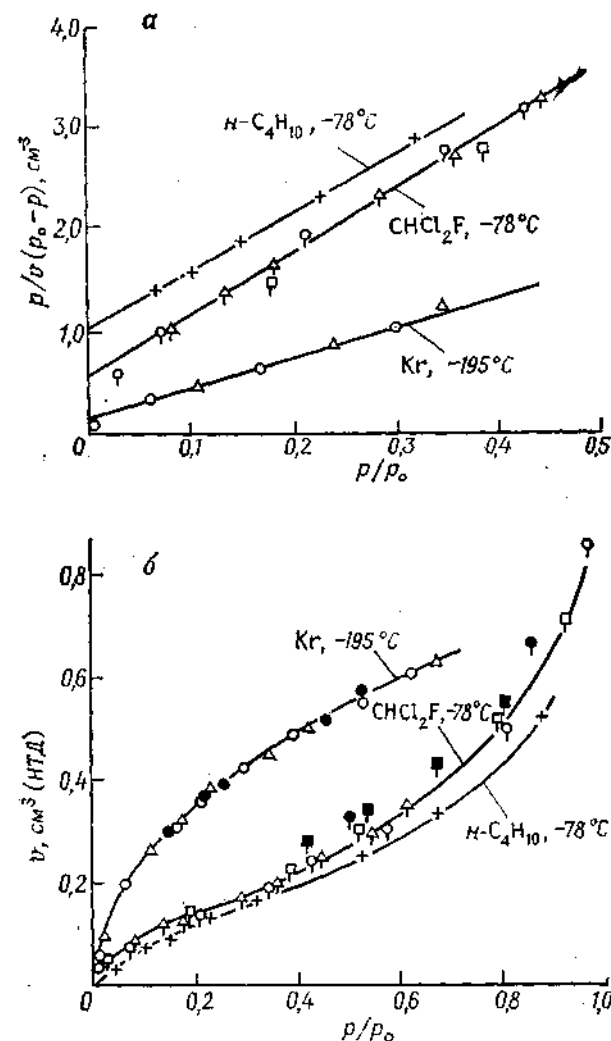 а
4,0
3,0
2,0
1,0
0
0,1
0,2
0,3
0,4
0,5
p/v(p₀-p), см⁻³
н-C₄H₁₀, -78°C
CHCl₂F, -78°C
Kr, -195°C
p/p₀
б
0,8
0,6
0,4
0,2
0
0,2
0,4
0,6
0,8
1,0
v, см³ (НТД)
Kr, -195°C
CHCl₂F, -78°C
н-C₄H₁₀, -78°C
p/p₀